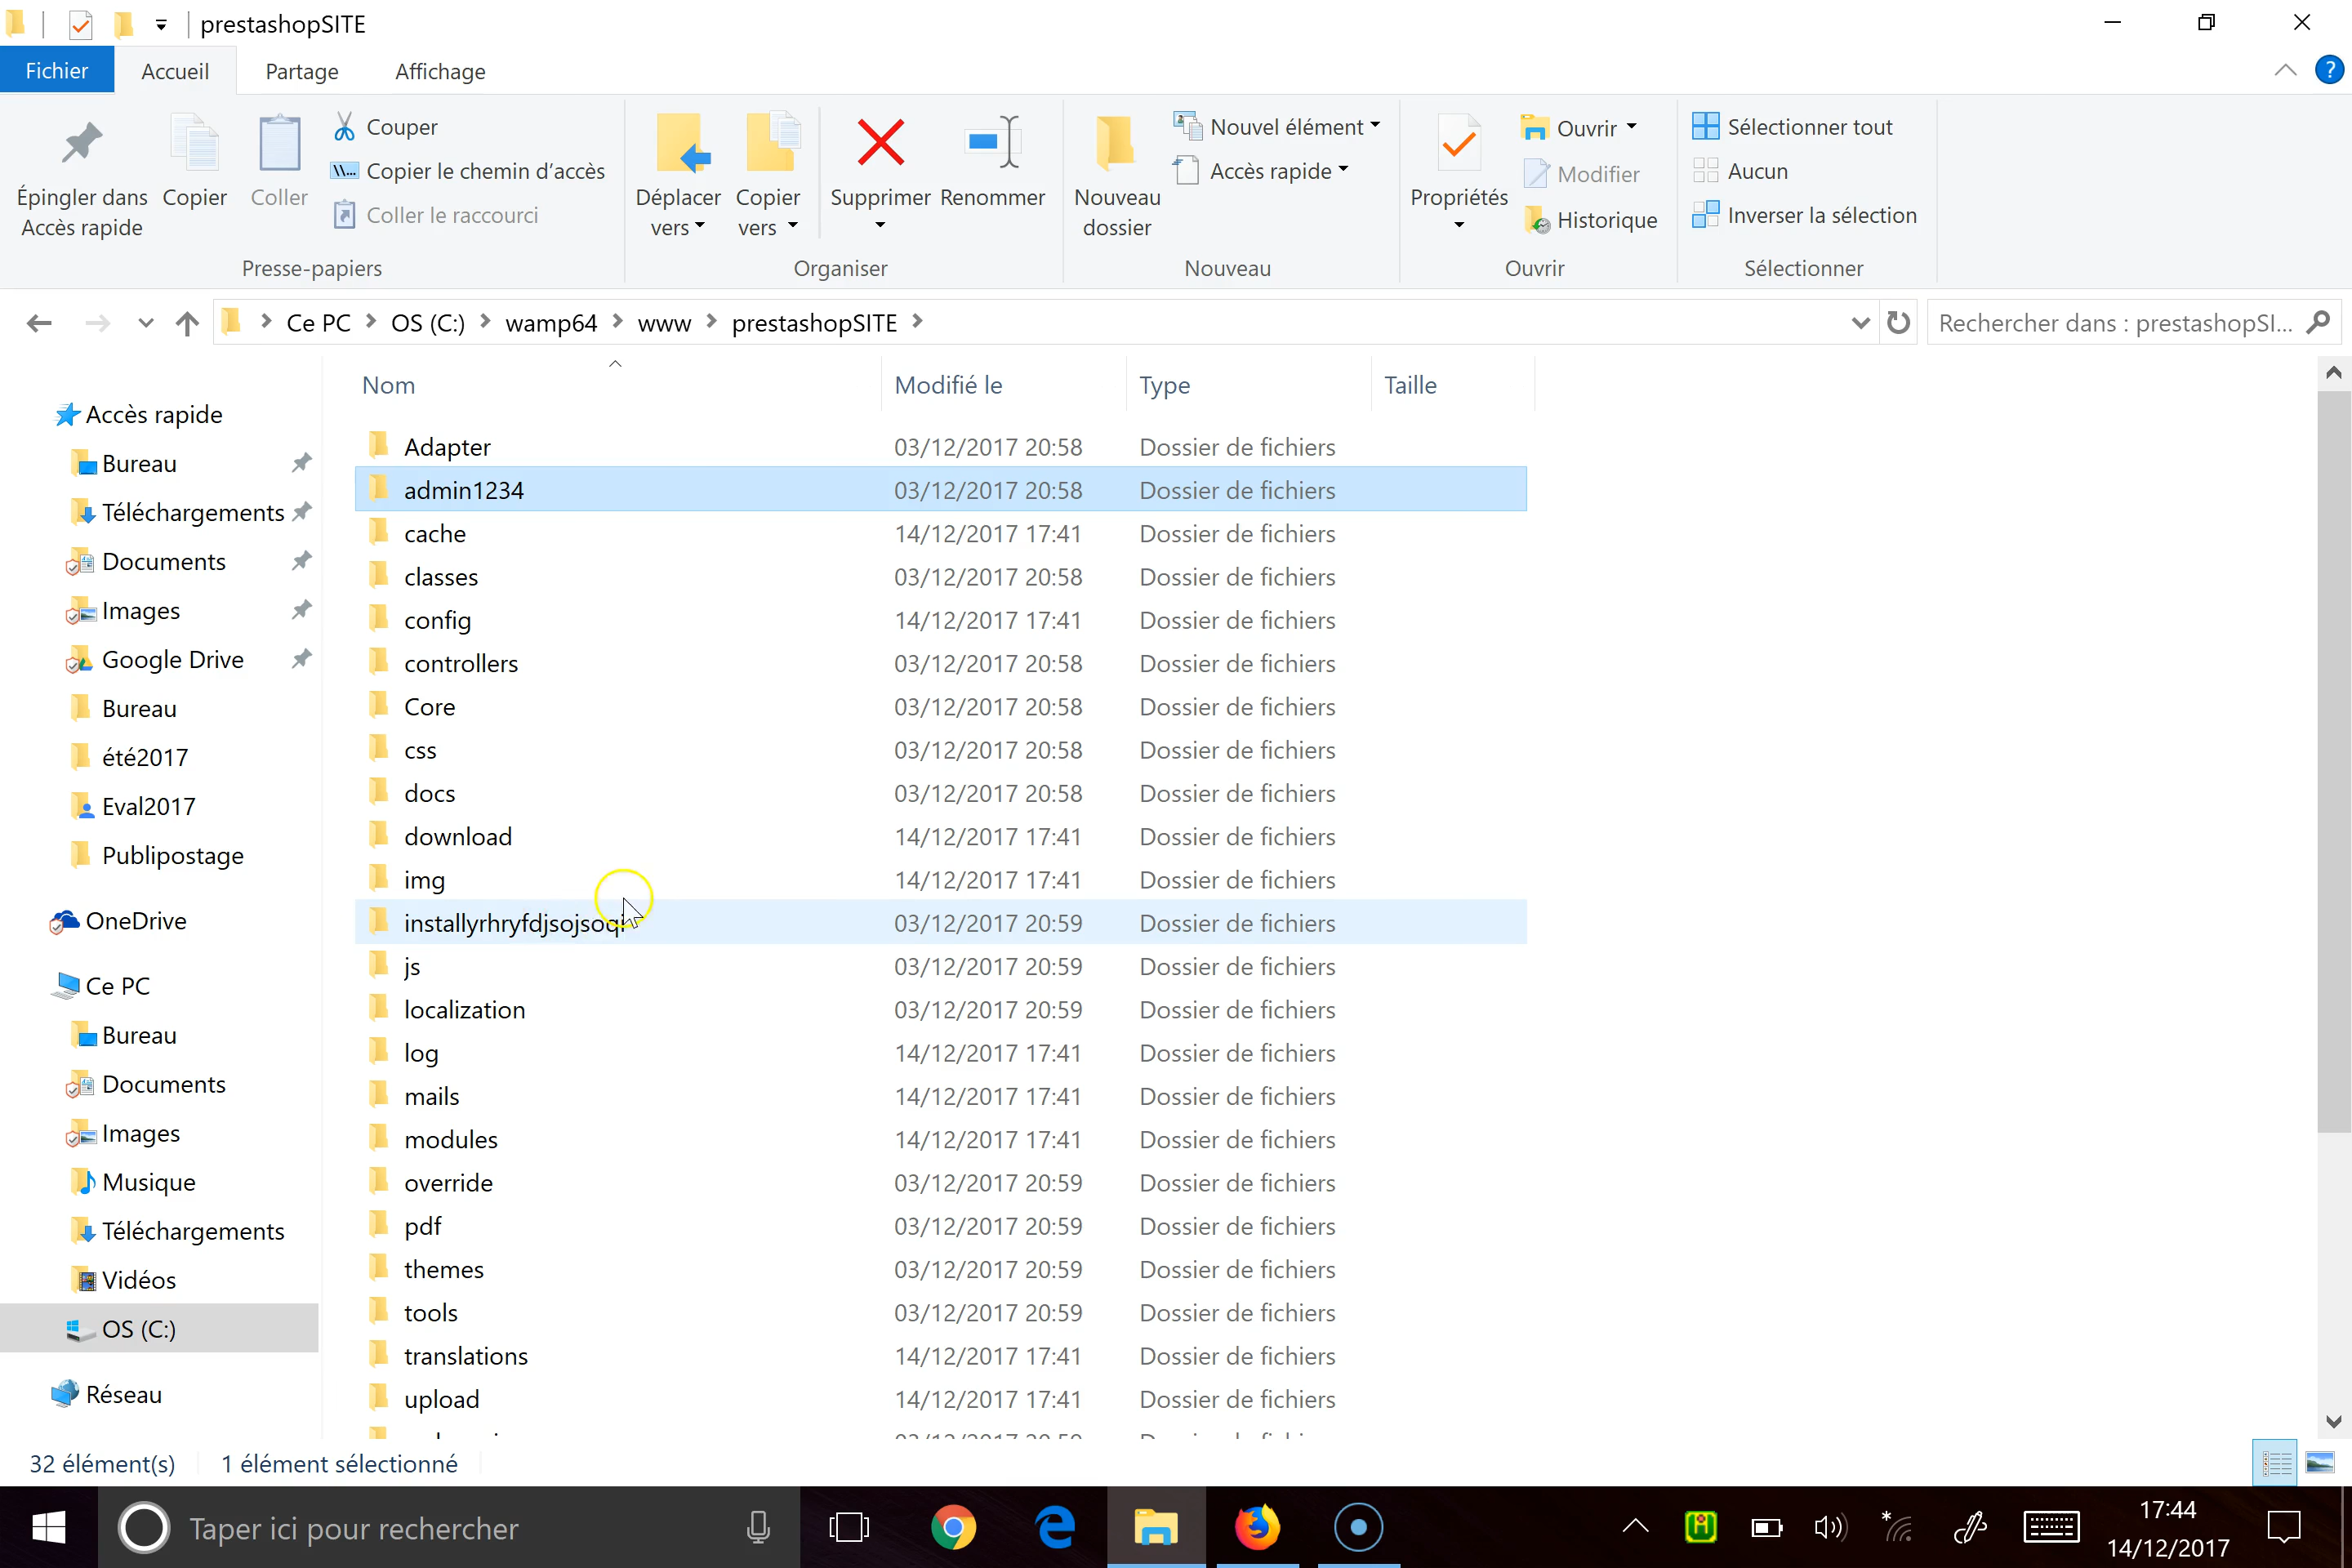 prestashopSITE
Fichier Accueil Partage Affichage
Épingler dans Accès rapide
Copier
Coller
Couper
Copier le chemin d'accès
Coller le raccourci
Presse-papiers
Déplacer vers
Copier vers
Supprimer
Renommer
Organiser
Nouveau dossier
Nouvel élément
Accès rapide
Nouveau
Propriétés
Ouvrir
Modifier
Historique
Ouvrir
Sélectionner tout
Aucun
Inverser la sélection
Sélectionner
Ce PC OS (C:) wamp64 www prestashopSITE
Rechercher dans : prestashopSI...
Accès rapide
Bureau
Téléchargements
Documents
Images
Google Drive
Bureau
été2017
Eval2017
Publipostage
OneDrive
Ce PC
Bureau
Documents
Images
Musique
Téléchargements
Vidéos
OS (C:)
Réseau
Nom Modifié le Type Taille
Adapter 03/12/2017 20:58 Dossier de fichiers
admin1234 03/12/2017 20:58 Dossier de fichiers
cache 14/12/2017 17:41 Dossier de fichiers
classes 03/12/2017 20:58 Dossier de fichiers
config 14/12/2017 17:41 Dossier de fichiers
controllers 03/12/2017 20:58 Dossier de fichiers
Core 03/12/2017 20:58 Dossier de fichiers
css 03/12/2017 20:58 Dossier de fichiers
docs 03/12/2017 20:58 Dossier de fichiers
download 14/12/2017 17:41 Dossier de fichiers
img 14/12/2017 17:41 Dossier de fichiers
installyrhryfdjsojsoqi 03/12/2017 20:59 Dossier de fichiers
js 03/12/2017 20:59 Dossier de fichiers
localization 03/12/2017 20:59 Dossier de fichiers
log 14/12/2017 17:41 Dossier de fichiers
mails 14/12/2017 17:41 Dossier de fichiers
modules 14/12/2017 17:41 Dossier de fichiers
override 03/12/2017 20:59 Dossier de fichiers
pdf 03/12/2017 20:59 Dossier de fichiers
themes 03/12/2017 20:59 Dossier de fichiers
tools 03/12/2017 20:59 Dossier de fichiers
translations 14/12/2017 17:41 Dossier de fichiers
upload 14/12/2017 17:41 Dossier de fichiers
32 élément(s) 1 élément sélectionné
Taper ici pour rechercher
17:44
14/12/2017